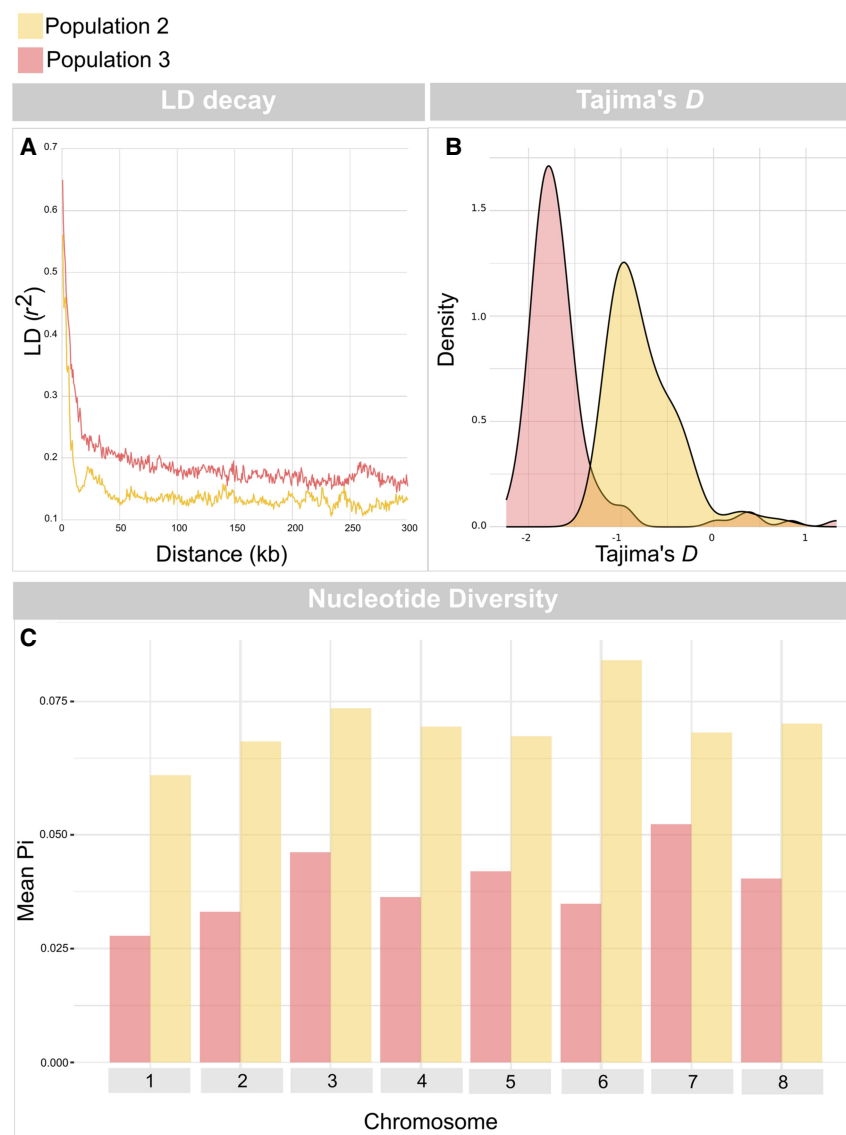 Population 2
Population 3
LD decay
Tajima's D
A
0.7
0.6
0.5
0.4
0.3
0.2
0.1
LD (r²)
0
50
100
150
200
250
300
Distance (kb)
B
1.5
1.0
0.5
0.0
Density
-2
-1
0
1
Tajima's D
Nucleotide Diversity
C
0.075
0.050
0.025
0.000
Mean Pi
1
2
3
4
5
6
7
8
Chromosome